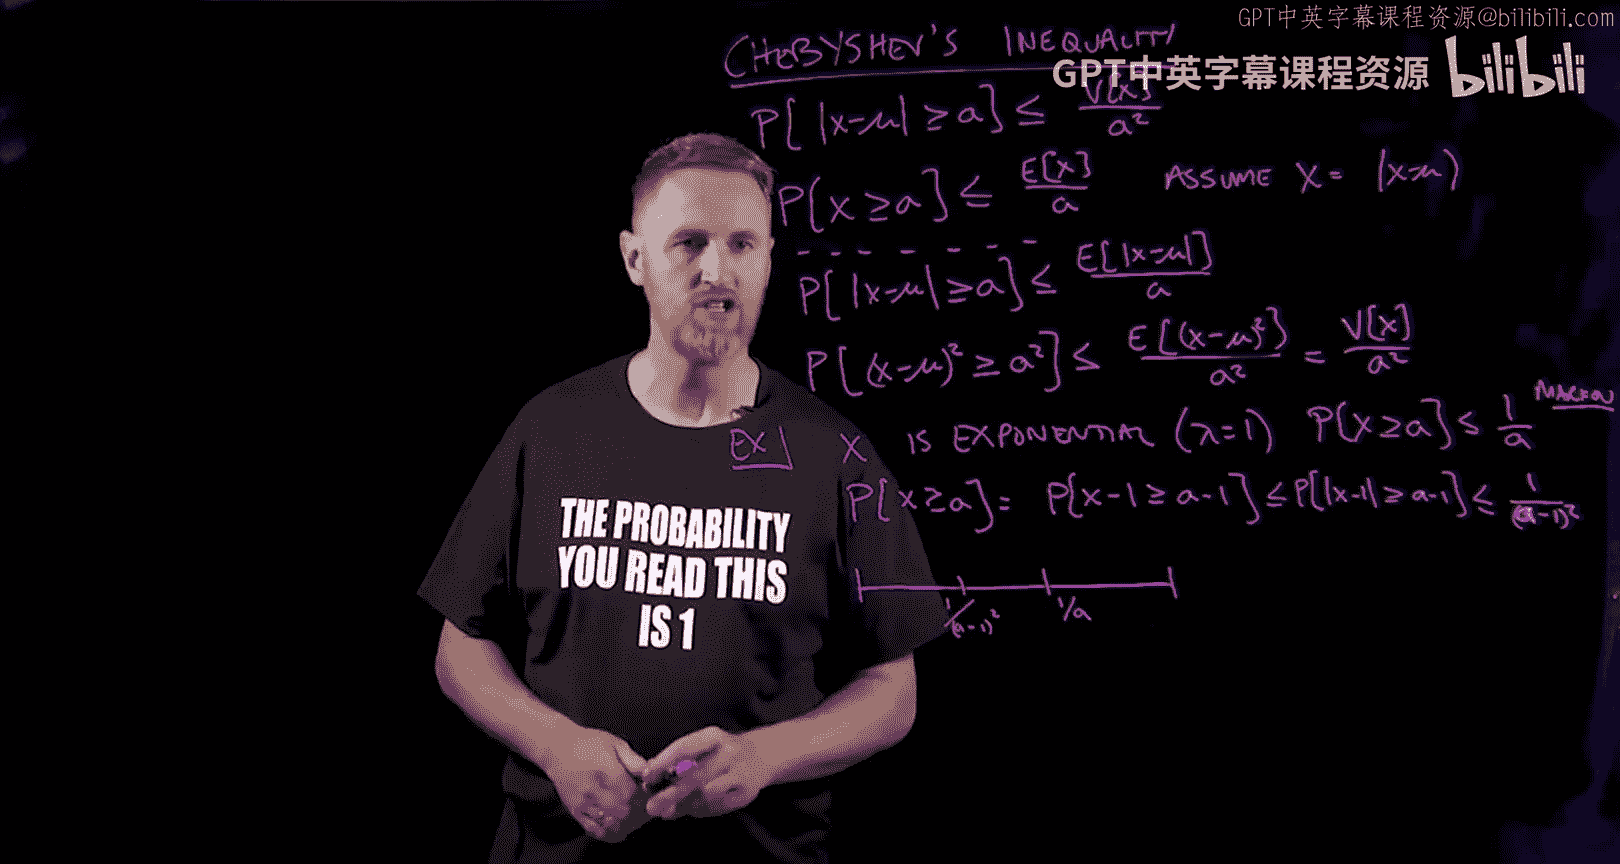 GPT中英字幕课程资源@bilibili.com
GPT中英字幕课程资源 bilibili
CHEBYSHEV'S INEQUALITY
P[|X-μ| ≥ a] ≤ V[X]/a²
P[X ≥ a] ≤ E[X]/a ASSUME X = |X-μ|
P[|X-μ| ≥ a] ≤ E[|X-μ|]/a
P[(X-μ)² ≥ a²] ≤ E[(X-μ)²]/a² = V[X]/a²
EX X IS EXPONENTIAL (λ=1) P[X ≥ a] ≤ 1/a MARKOV
P[X ≥ a] = P[X-1 ≥ a-1] ≤ P[|X-1| ≥ a-1] ≤ 1/(a-1)²
1/(a-1)² 1/a
THE PROBABILITY
YOU READ THIS
IS 1